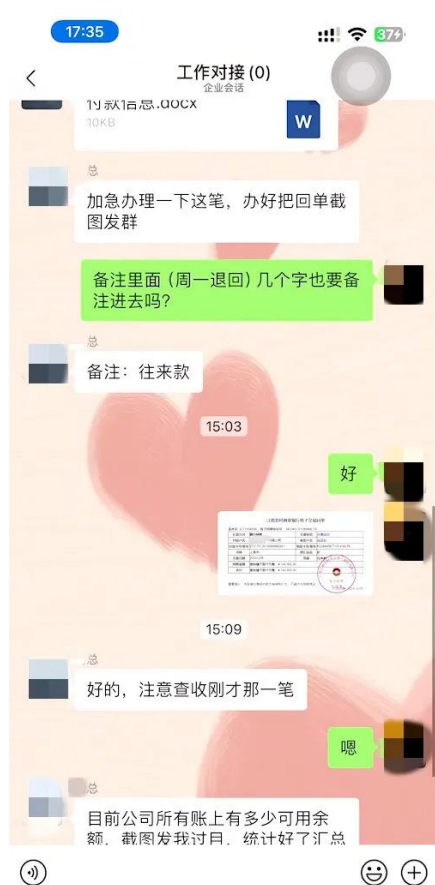 17:35
37
工作对接 (0)
企业会话
付款信息.docx
10KB
W
总
加急办理一下这笔，办好把回单截
图发群
备注里面（周一退回）几个字也要备
注进去吗?
总
备注：往来款
15:03
好
15:09
总
好的，注意查收刚才那一笔
嗯
总
目前公司所有账上有多少可用余
额，截图发我过目，统计好了汇总